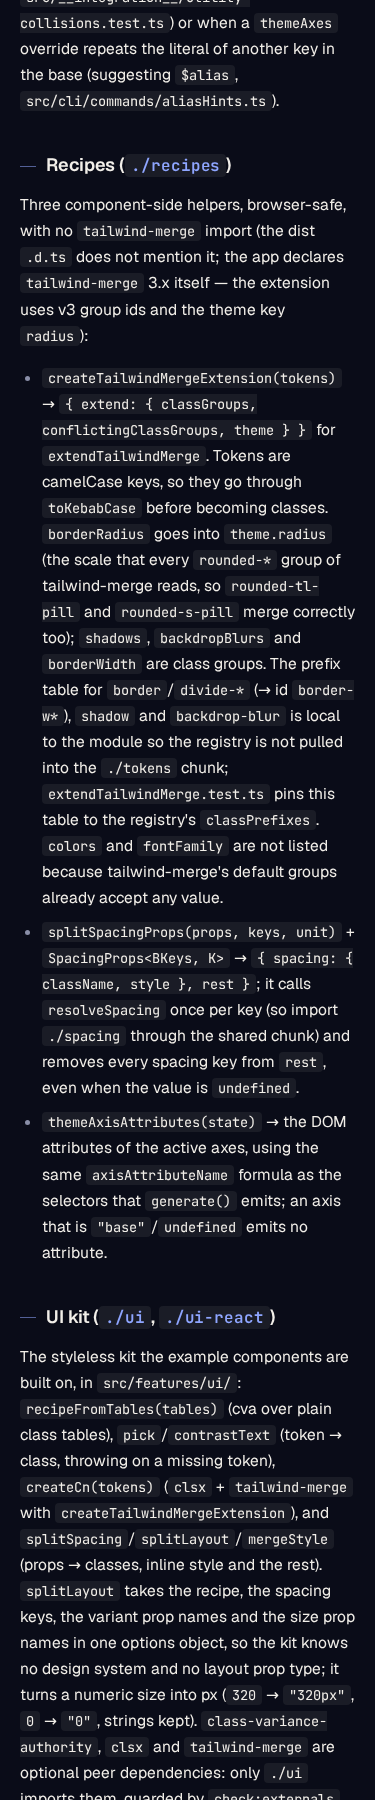 collisions.test.ts ) or when a themeAxes
override repeats the literal of another key in
the base (suggesting $alias ,
src/cli/commands/aliasHints.ts ).
— Recipes ( ./recipes )
Three component-side helpers, browser-safe,
with no tailwind-merge import (the dist
.d.ts does not mention it; the app declares
tailwind-merge 3.x itself — the extension
uses v3 group ids and the theme key
radius ):
• createTailwindMergeExtension(tokens)
→ { extend: { classGroups,
conflictingClassGroups, theme } } for
extendTailwindMerge . Tokens are
camelCase keys, so they go through
toKebabCase before becoming classes.
borderRadius goes into theme.radius
(the scale that every rounded-* group of
tailwind-merge reads, so rounded-tl-
pill and rounded-s-pill merge correctly
too); shadows , backdropBlurs and
borderWidth are class groups. The prefix
table for border / divide-* (→ id border-
w* ), shadow and backdrop-blur is local
to the module so the registry is not pulled
into the ./tokens chunk;
extendTailwindMerge.test.ts pins this
table to the registry's classPrefixes .
colors and fontFamily are not listed
because tailwind-merge's default groups
already accept any value.
• splitSpacingProps(props, keys, unit) +
SpacingProps<BKeys, K> → { spacing: {
className, style }, rest } ; it calls
resolveSpacing once per key (so import
./spacing through the shared chunk) and
removes every spacing key from rest ,
even when the value is undefined .
• themeAxisAttributes(state) → the DOM
attributes of the active axes, using the
same axisAttributeName formula as the
selectors that generate() emits; an axis
that is "base" / undefined emits no
attribute.
— UI kit ( ./ui , ./ui-react )
The styleless kit the example components are
built on, in src/features/ui/ :
recipeFromTables(tables) (cva over plain
class tables), pick / contrastText (token →
class, throwing on a missing token),
createCn(tokens) ( clsx + tailwind-merge
with createTailwindMergeExtension ), and
splitSpacing / splitLayout / mergeStyle
(props → classes, inline style and the rest).
splitLayout takes the recipe, the spacing
keys, the variant prop names and the size prop
names in one options object, so the kit knows
no design system and no layout prop type; it
turns a numeric size into px ( 320 → "320px" ,
0 → "0" , strings kept). class-variance-
authority , clsx and tailwind-merge are
optional peer dependencies: only ./ui
imports them, guarded by check:externals